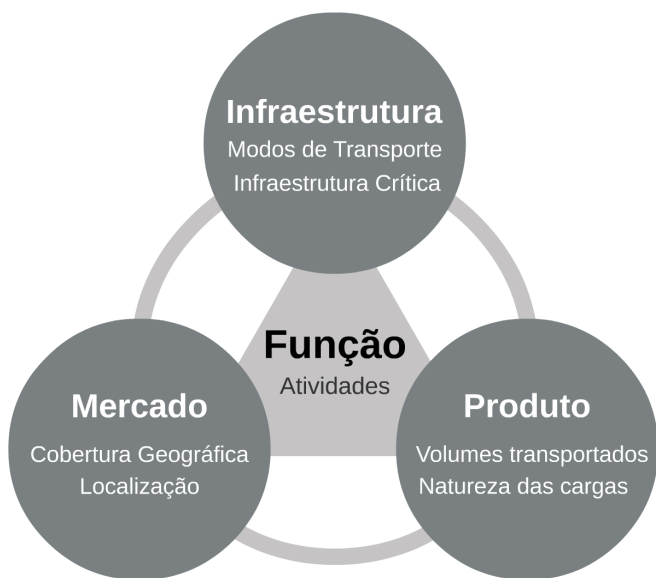 Infraestrutura
Modos de Transporte
Infraestrutura Crítica
Função
Atividades
Mercado
Cobertura Geográfica
Localização
Produto
Volumes transportados
Natureza das cargas